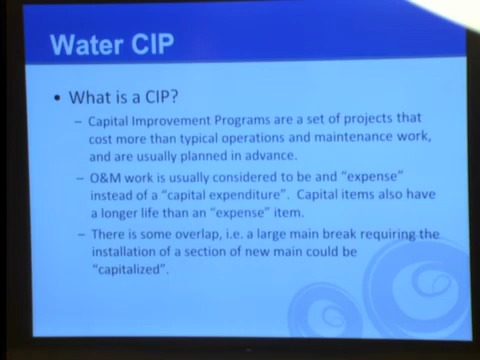 Water CIP
• What is a CIP?
– Capital Improvement Programs are a set of projects that
cost more than typical operations and maintenance work,
and are usually planned in advance.
– O&M work is usually considered to be and “expense”
instead of a “capital expenditure”. Capital items also have
a longer life than an “expense” item.
– There is some overlap, i.e. a large main break requiring the
installation of a section of new main could be
“capitalized”.